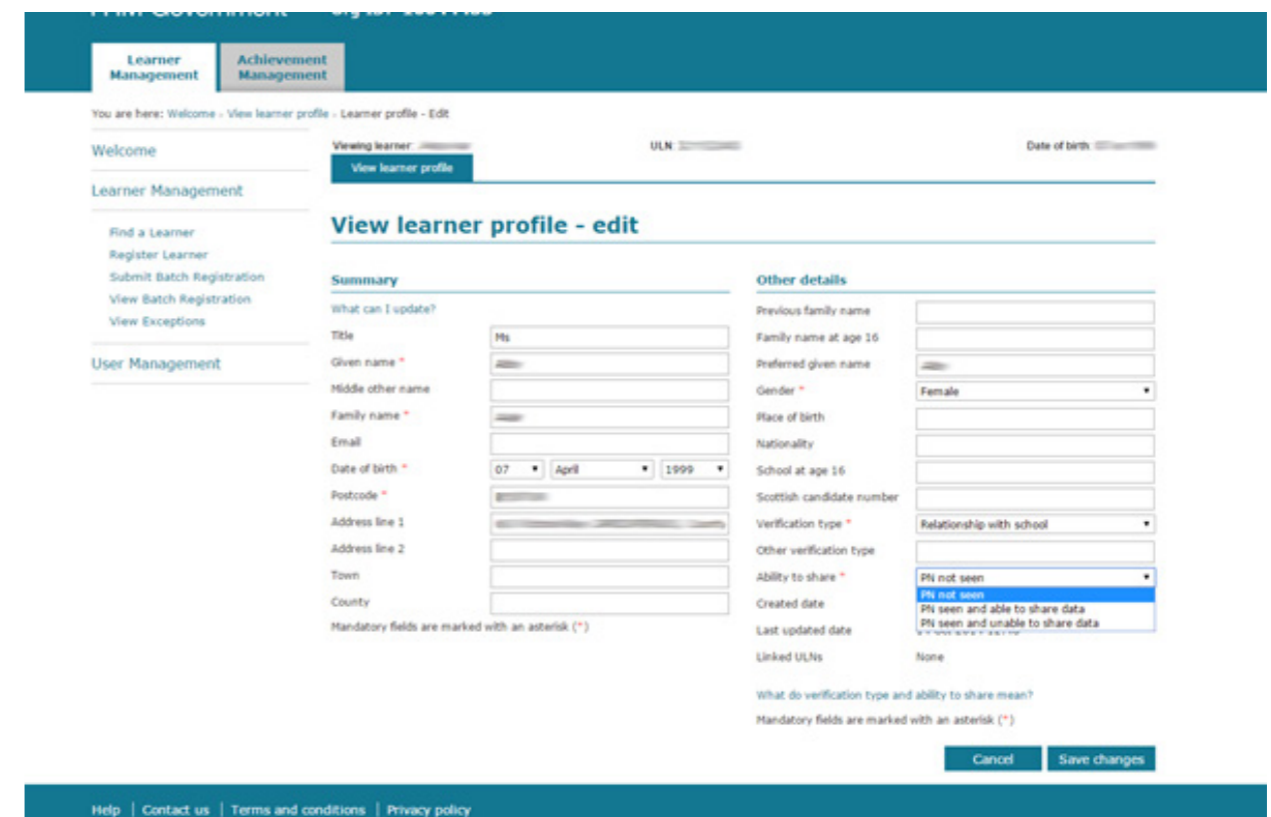 Learner Management
Achievement Management
You are here: Welcome - View learner profile - Learner profile - Edit
Welcome
Learner Management
Find a Learner
Register Learner
Submit Batch Registration
View Batch Registration
View Exceptions
User Management
Viewing learner:
ULN:
Date of birth:
View learner profile
View learner profile - edit
Summary
What can I update?
Title Ms
Given name *
Middle other name
Family name *
Email
Date of birth * 07 April 1999
Postcode *
Address line 1
Address line 2
Town
County
Mandatory fields are marked with an asterisk (*)
Other details
Previous family name
Family name at age 16
Preferred given name
Gender * Female
Place of birth
Nationality
School at age 16
Scottish candidate number
Verification type * Relationship with school
Other verification type
Ability to share * PN not seen
PN not seen
PN seen and able to share data
PN seen and unable to share data
Created date
Last updated date
Linked ULNs None
What do verification type and ability to share mean?
Mandatory fields are marked with an asterisk (*)
Cancel Save changes
Help | Contact us | Terms and conditions | Privacy policy